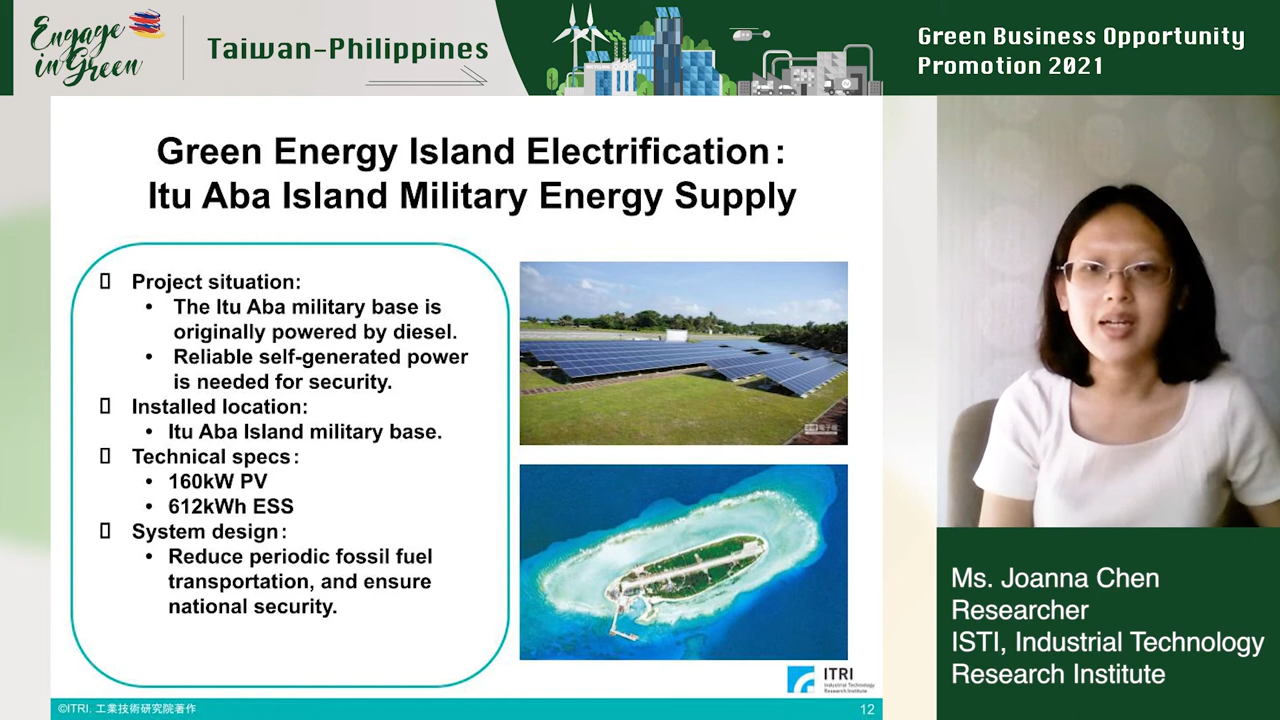 Engage
in Green
Taiwan-Philippines
Green Business Opportunity
Promotion 2021
Green Energy Island Electrification:
Itu Aba Island Military Energy Supply
Project situation:
• The Itu Aba military base is
originally powered by diesel.
• Reliable self-generated power
is needed for security.
Installed location:
• Itu Aba Island military base.
Technical specs:
• 160kW PV
• 612kWh ESS
System design:
• Reduce periodic fossil fuel
transportation, and ensure
national security.
ITRI
Industrial Technology
Research Institute
©ITRI. 工業技術研究院著作
12
Ms. Joanna Chen
Researcher
ISTI, Industrial Technology
Research Institute